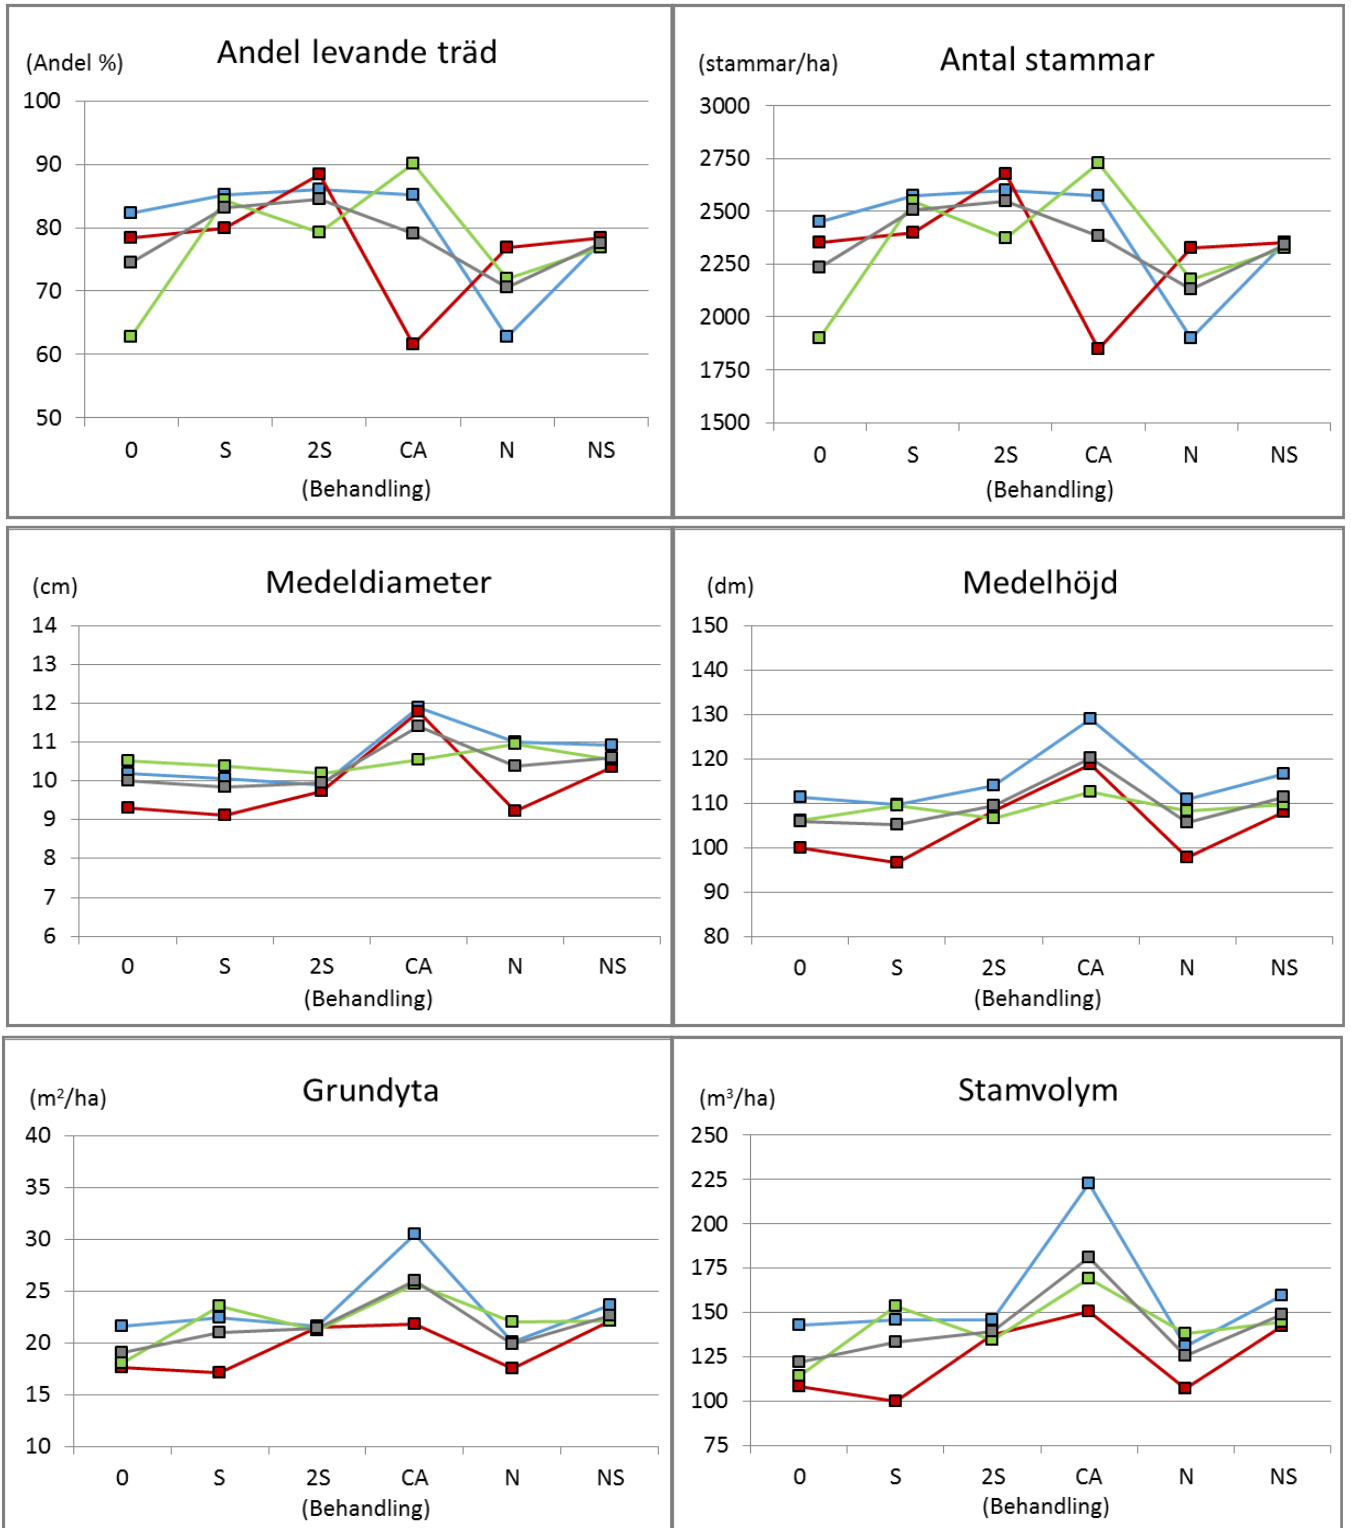 Andel levande träd
(Andel %)
100
90
80
70
60
50
0 S 2S CA N NS
(Behandling)
Antal stammar
(stammar/ha)
3000
2750
2500
2250
2000
1750
1500
0 S 2S CA N NS
(Behandling)
Medeldiameter
(cm)
14
13
12
11
10
9
8
7
6
0 S 2S CA N NS
(Behandling)
Medelhöjd
(dm)
150
140
130
120
110
100
90
80
0 S 2S CA N NS
(Behandling)
Grundyta
(m²/ha)
40
35
30
25
20
15
10
0 S 2S CA N NS
(Behandling)
Stamvolym
(m³/ha)
250
225
200
175
150
125
100
75
0 S 2S CA N NS
(Behandling)